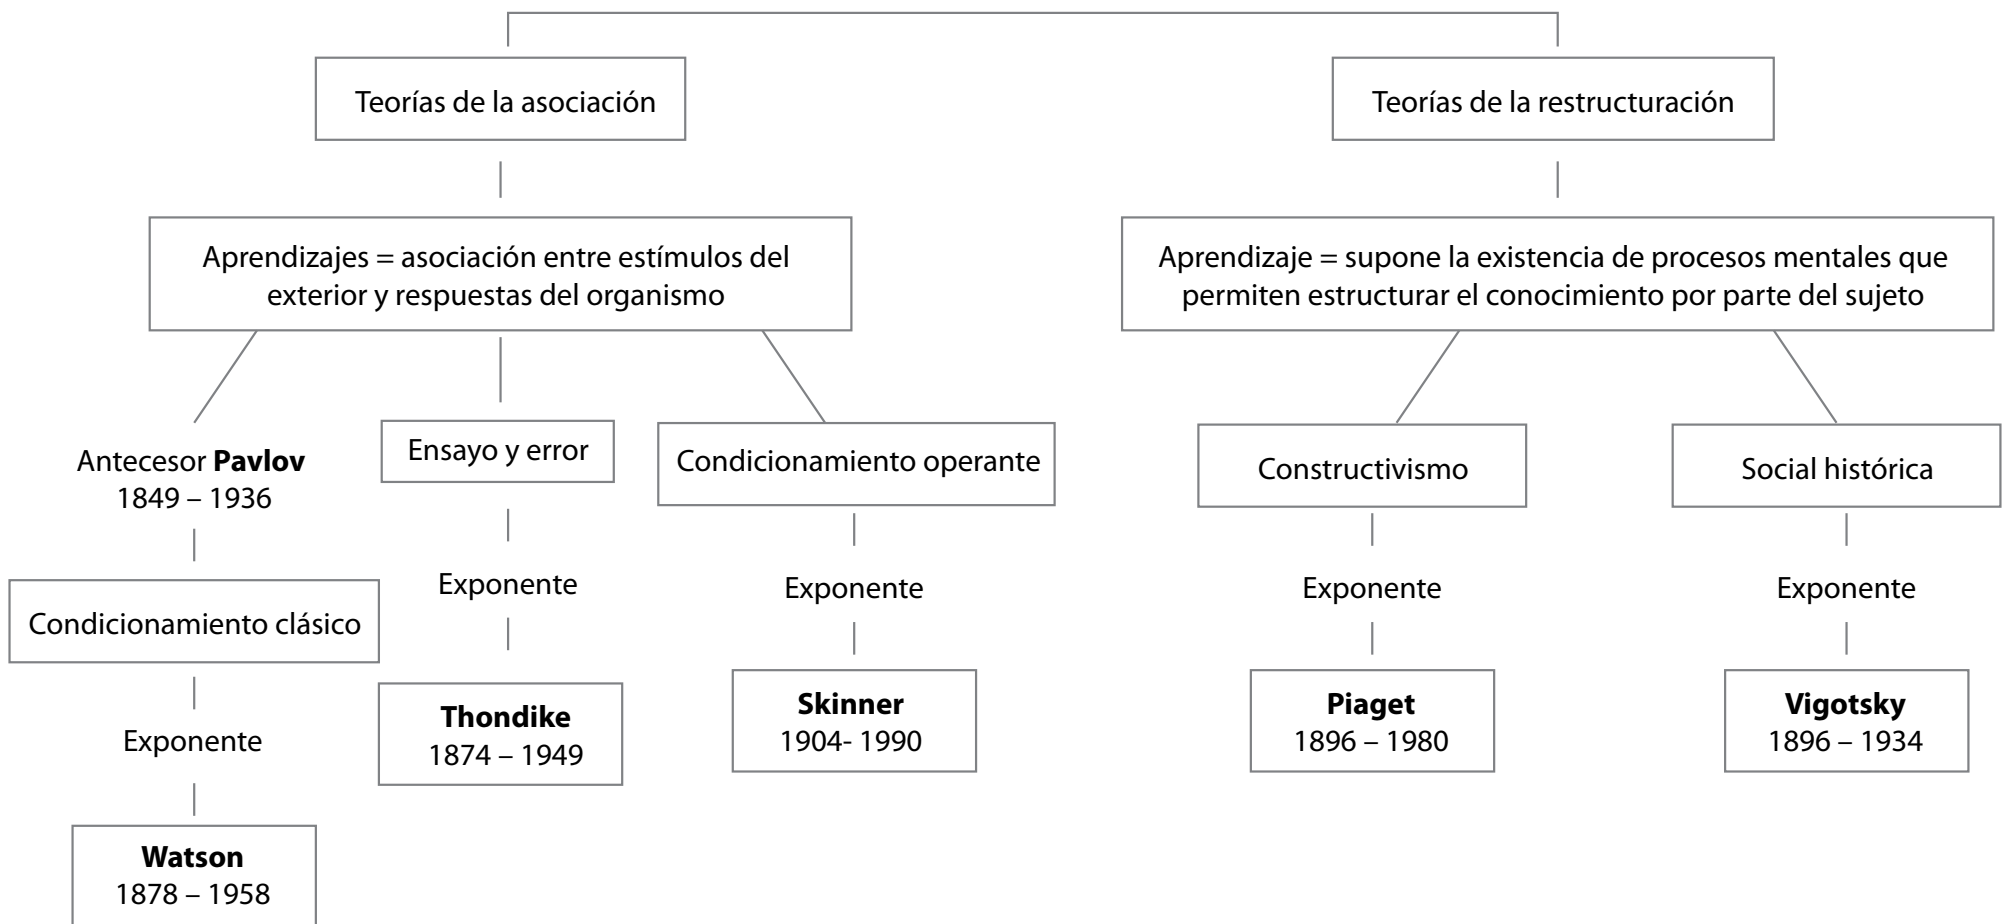 Teorías de la asociación
Teorías de la restructuración
Aprendizajes = asociación entre estímulos del
exterior y respuestas del organismo
Aprendizaje = supone la existencia de procesos mentales que
permiten estructurar el conocimiento por parte del sujeto
Antecesor Pavlov
1849 – 1936
Condicionamiento clásico
Exponente
Watson
1878 – 1958
Ensayo y error
Exponente
Thondike
1874 – 1949
Condicionamiento operante
Exponente
Skinner
1904- 1990
Constructivismo
Exponente
Piaget
1896 – 1980
Social histórica
Exponente
Vigotsky
1896 – 1934